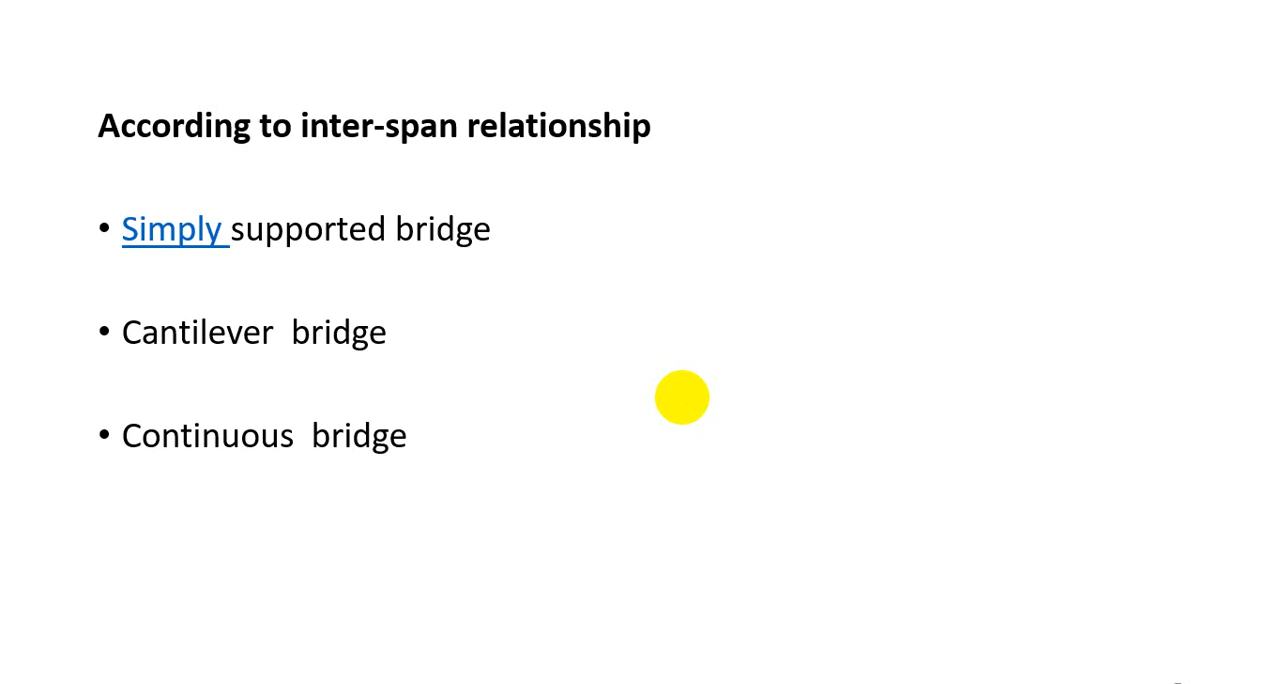 According to inter-span relationship
• Simply supported bridge
• Cantilever  bridge
• Continuous  bridge